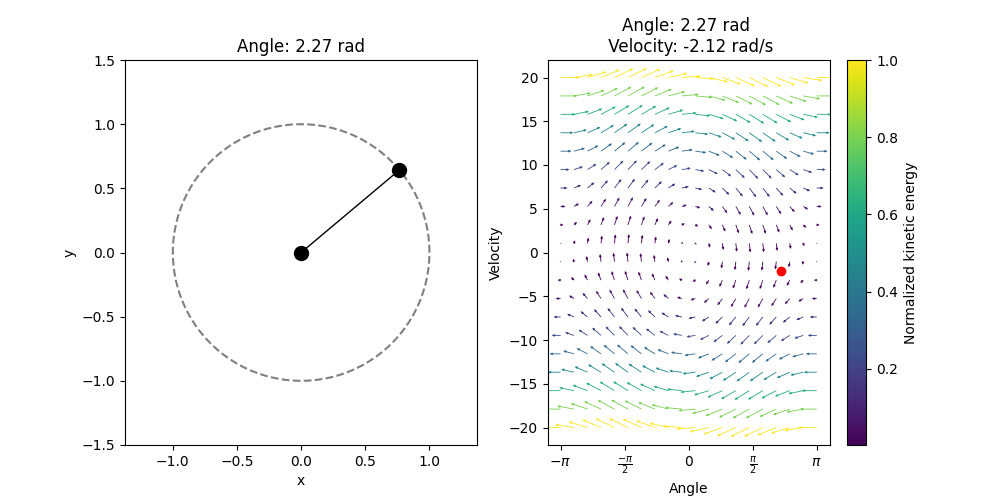 Angle: 2.27 rad
1.5
1.0
0.5
0.0
−0.5
−1.0
−1.5
y
−1.0 −0.5 0.0 0.5 1.0
x
Angle: 2.27 rad
Velocity: -2.12 rad/s
20
15
10
5
0
−5
−10
−15
−20
Velocity
−π −π/2 0 π/2 π
Angle
1.0
0.8
0.6
0.4
0.2
Normalized kinetic energy